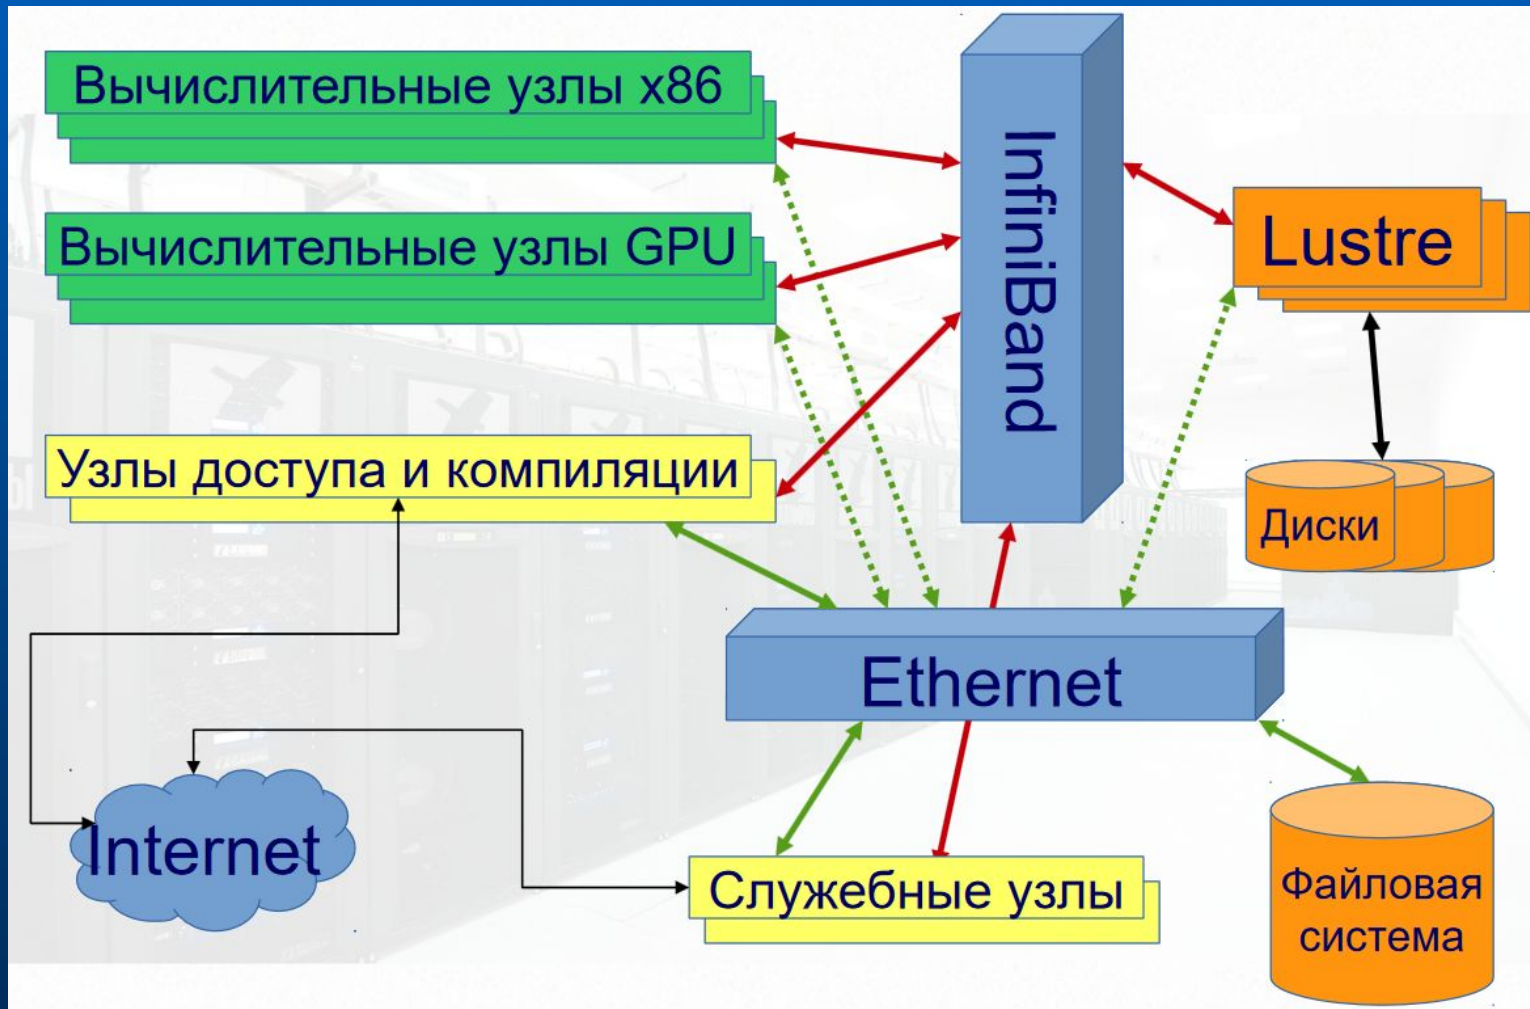 Вычислительные узлы x86
Вычислительные узлы GPU
InfiniBand
Lustre
Узлы доступа и компиляции
Диски
Ethernet
Internet
Служебные узлы
Файловая
система